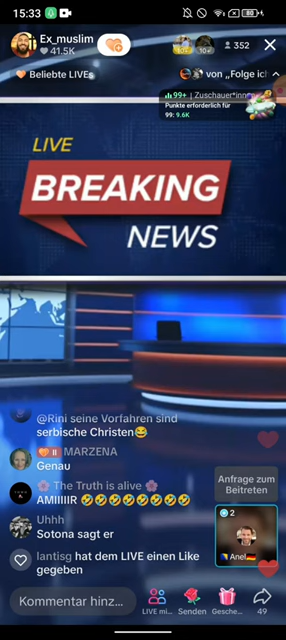 15:33
80
Ex_muslim
41.5K
10+
352
Beliebte LIVEs
von „Folge ich
99+ | Zuschauer*innen
Punkte erforderlich für
99: 9.6K
LIVE
BREAKING
NEWS
@Rini seine Vorfahren sind
serbische Christen😂
MARZENA
Genau
🌸 The Truth is alive 🌸
AMIIIIIR 🤣🤣🤣🤣🤣🤣🤣🤣
Uhhh
Sotona sagt er
lantisg hat dem LIVE einen Like
gegeben
Anfrage zum
Beitreten
2
Anel🇩🇪
Kommentar hinz...
LIVE mi...
Senden
Gesche...
49